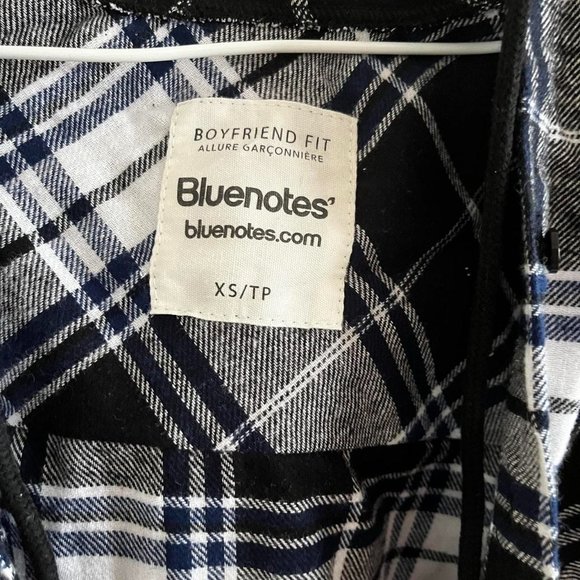 BOYFRIEND FIT
ALLURE GARÇONNIÈRE
Bluenotes'
bluenotes.com
XS/TP